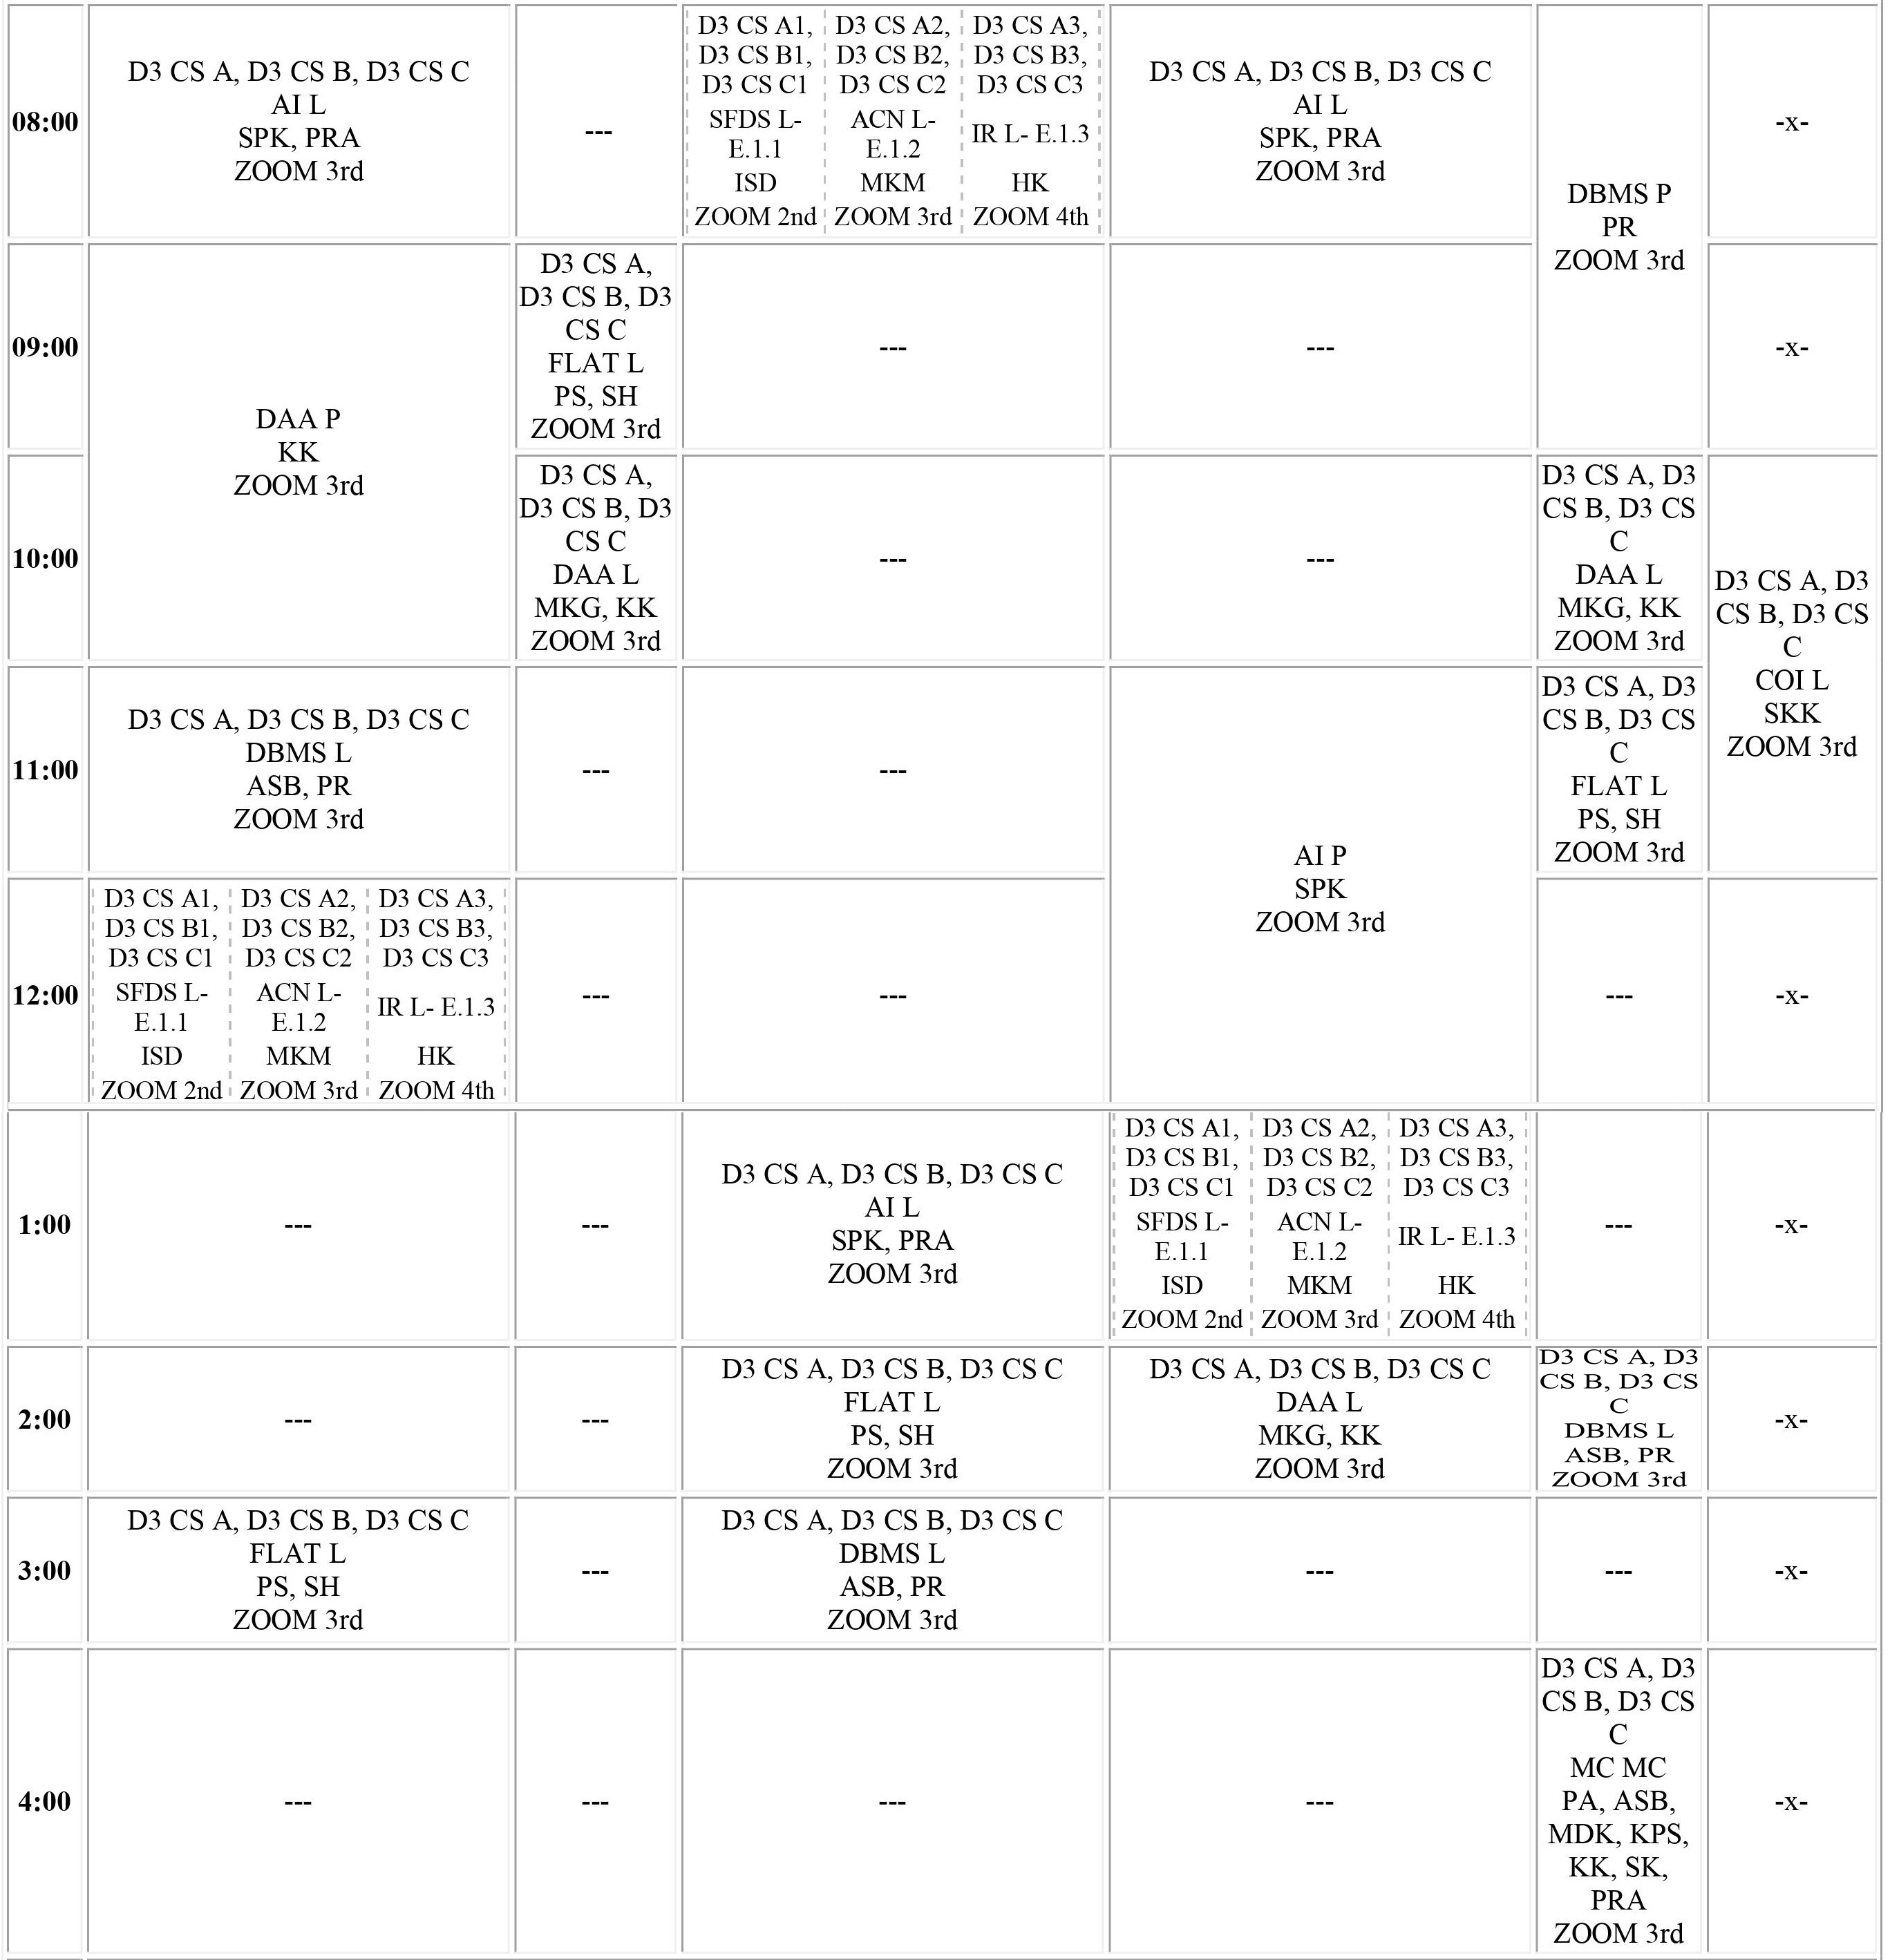 08:00
D3 CS A, D3 CS B, D3 CS C
AI L
SPK, PRA
ZOOM 3rd
---
D3 CS A1,
D3 CS B1,
D3 CS C1
SFDS L-
E.1.1
ISD
ZOOM 2nd
D3 CS A2,
D3 CS B2,
D3 CS C2
ACN L-
E.1.2
MKM
ZOOM 3rd
D3 CS A3,
D3 CS B3,
D3 CS C3
IR L- E.1.3
HK
ZOOM 4th
D3 CS A, D3 CS B, D3 CS C
AI L
SPK, PRA
ZOOM 3rd
DBMS P
PR
ZOOM 3rd
-x-
09:00
DAA P
KK
ZOOM 3rd
D3 CS A,
D3 CS B, D3
CS C
FLAT L
PS, SH
ZOOM 3rd
---
---
-x-
10:00
D3 CS A,
D3 CS B, D3
CS C
DAA L
MKG, KK
ZOOM 3rd
---
---
D3 CS A, D3
CS B, D3 CS
C
DAA L
MKG, KK
ZOOM 3rd
D3 CS A, D3
CS B, D3 CS
C
COI L
SKK
ZOOM 3rd
11:00
D3 CS A, D3 CS B, D3 CS C
DBMS L
ASB, PR
ZOOM 3rd
---
---
AI P
SPK
ZOOM 3rd
D3 CS A, D3
CS B, D3 CS
C
FLAT L
PS, SH
ZOOM 3rd
12:00
D3 CS A1,
D3 CS B1,
D3 CS C1
SFDS L-
E.1.1
ISD
ZOOM 2nd
D3 CS A2,
D3 CS B2,
D3 CS C2
ACN L-
E.1.2
MKM
ZOOM 3rd
D3 CS A3,
D3 CS B3,
D3 CS C3
IR L- E.1.3
HK
ZOOM 4th
---
---
---
-x-
1:00
---
---
D3 CS A, D3 CS B, D3 CS C
AI L
SPK, PRA
ZOOM 3rd
D3 CS A1,
D3 CS B1,
D3 CS C1
SFDS L-
E.1.1
ISD
ZOOM 2nd
D3 CS A2,
D3 CS B2,
D3 CS C2
ACN L-
E.1.2
MKM
ZOOM 3rd
D3 CS A3,
D3 CS B3,
D3 CS C3
IR L- E.1.3
HK
ZOOM 4th
---
-x-
2:00
---
---
D3 CS A, D3 CS B, D3 CS C
FLAT L
PS, SH
ZOOM 3rd
D3 CS A, D3 CS B, D3 CS C
DAA L
MKG, KK
ZOOM 3rd
D3 CS A, D3
CS B, D3 CS
C
DBMS L
ASB, PR
ZOOM 3rd
-x-
3:00
D3 CS A, D3 CS B, D3 CS C
FLAT L
PS, SH
ZOOM 3rd
---
D3 CS A, D3 CS B, D3 CS C
DBMS L
ASB, PR
ZOOM 3rd
---
---
-x-
4:00
---
---
---
---
D3 CS A, D3
CS B, D3 CS
C
MC MC
PA, ASB,
MDK, KPS,
KK, SK,
PRA
ZOOM 3rd
-x-